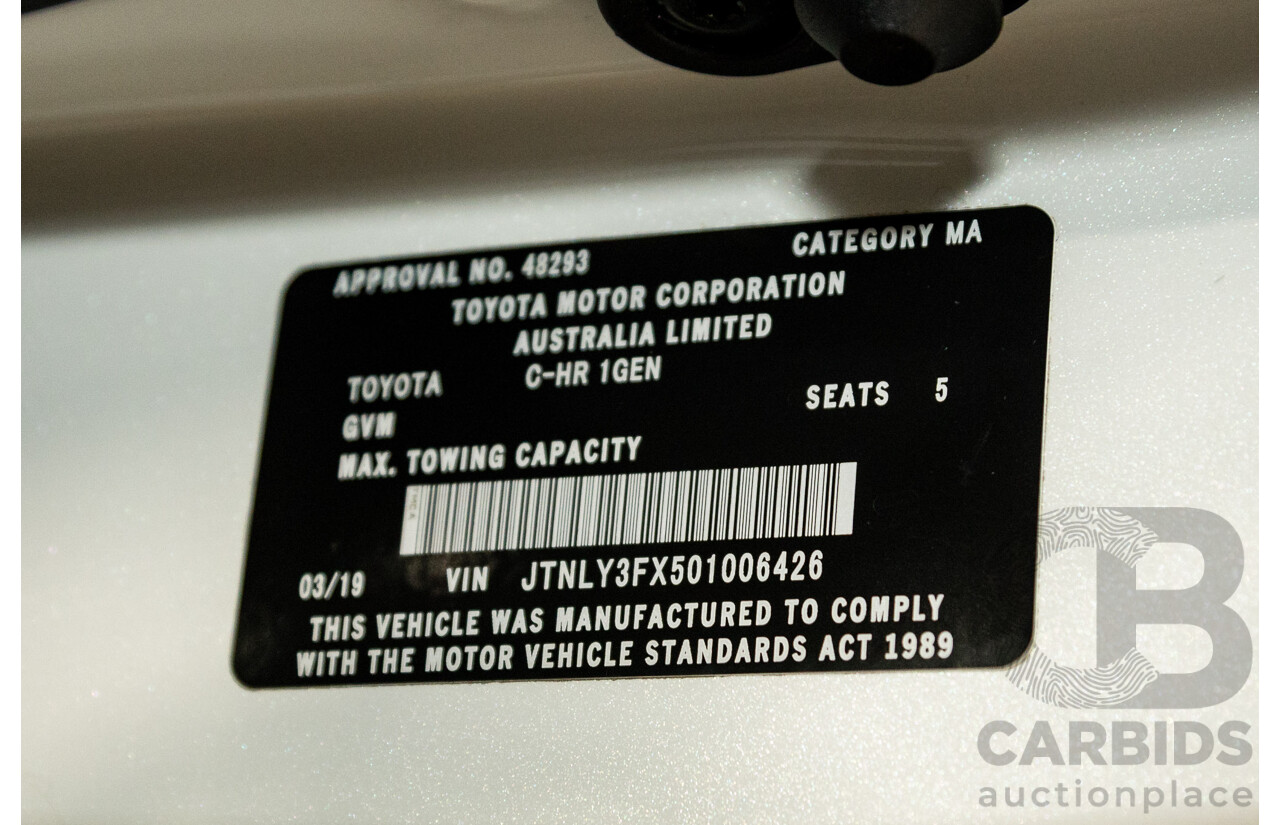 APPROVAL NO. 48293 CATEGORY MA
TOYOTA MOTOR CORPORATION
AUSTRALIA LIMITED
TOYOTA C-HR 1GEN
GVM SEATS 5
MAX. TOWING CAPACITY
03/19 VIN JTNLY3FX501006426
THIS VEHICLE WAS MANUFACTURED TO COMPLY
WITH THE MOTOR VEHICLE STANDARDS ACT 1989
CB
CARBIDS
auctionplace